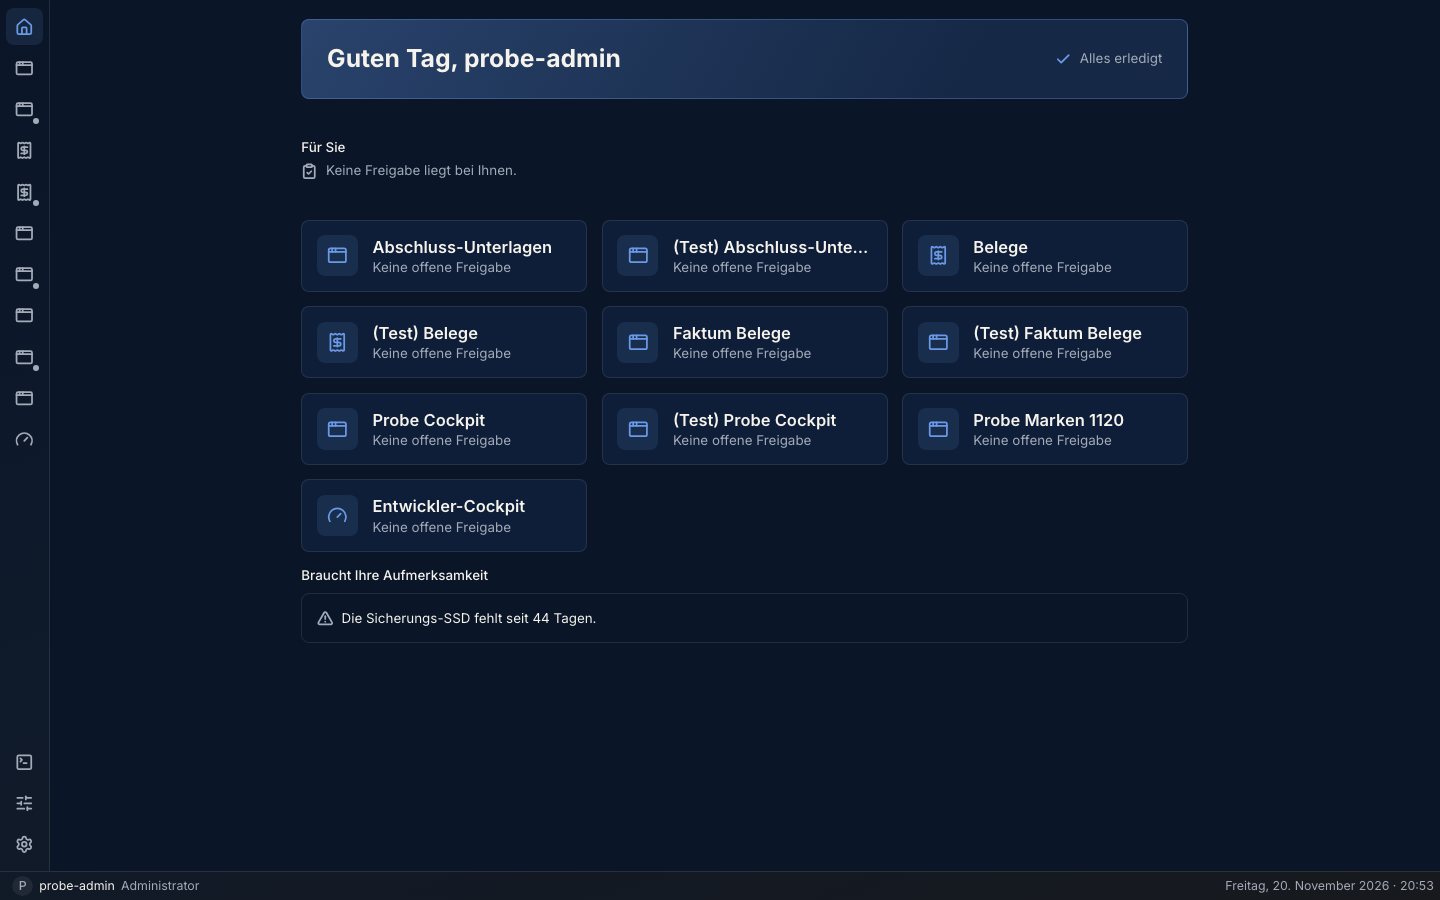 Guten Tag, probe-admin
Alles erledigt
Für Sie
Keine Freigabe liegt bei Ihnen.
Abschluss-Unterlagen
Keine offene Freigabe
(Test) Abschluss-Unte...
Keine offene Freigabe
Belege
Keine offene Freigabe
(Test) Belege
Keine offene Freigabe
Faktum Belege
Keine offene Freigabe
(Test) Faktum Belege
Keine offene Freigabe
Probe Cockpit
Keine offene Freigabe
(Test) Probe Cockpit
Keine offene Freigabe
Probe Marken 1120
Keine offene Freigabe
Entwickler-Cockpit
Keine offene Freigabe
Braucht Ihre Aufmerksamkeit
Die Sicherungs-SSD fehlt seit 44 Tagen.
P probe-admin Administrator
Freitag, 20. November 2026 · 20:53